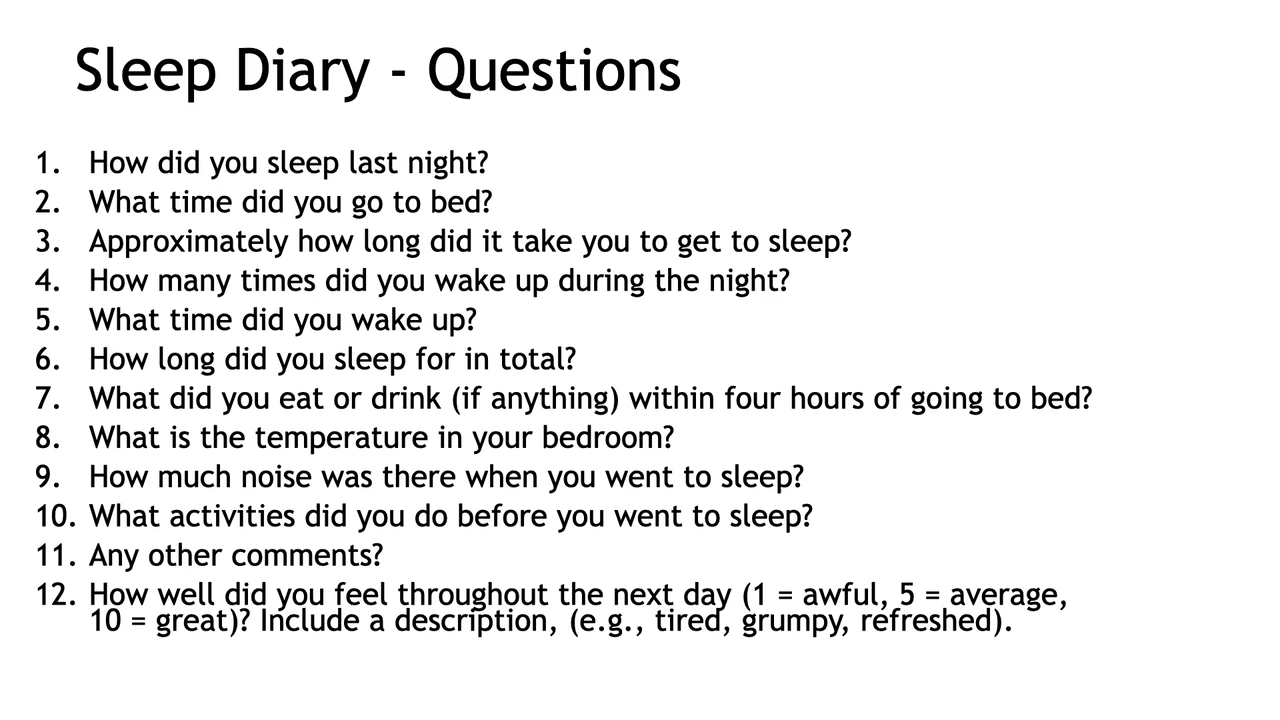 Sleep Diary - Questions
1. How did you sleep last night?
2. What time did you go to bed?
3. Approximately how long did it take you to get to sleep?
4. How many times did you wake up during the night?
5. What time did you wake up?
6. How long did you sleep for in total?
7. What did you eat or drink (if anything) within four hours of going to bed?
8. What is the temperature in your bedroom?
9. How much noise was there when you went to sleep?
10. What activities did you do before you went to sleep?
11. Any other comments?
12. How well did you feel throughout the next day (1 = awful, 5 = average,
10 = great)? Include a description, (e.g., tired, grumpy, refreshed).